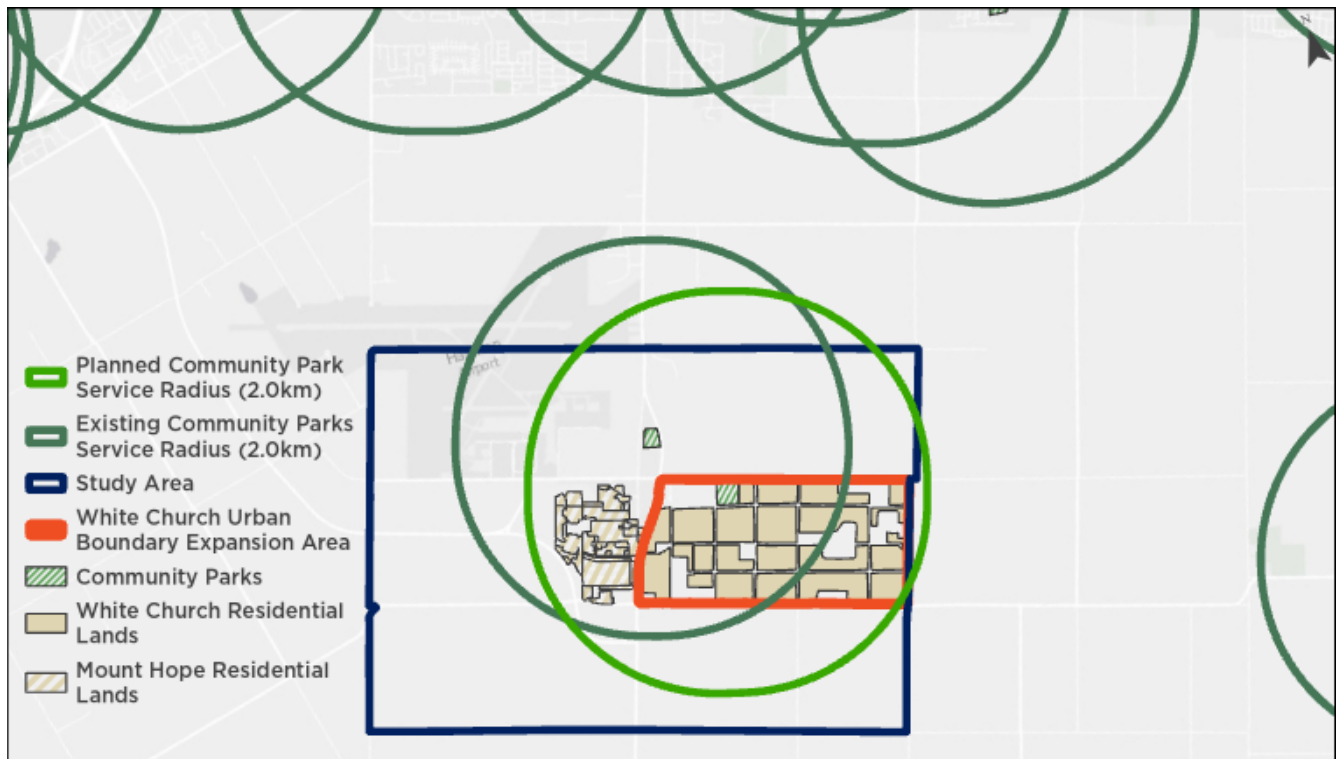 N
Planned Community Park
Service Radius (2.0km)
Existing Community Parks
Service Radius (2.0km)
Study Area
White Church Urban
Boundary Expansion Area
Community Parks
White Church Residential
Lands
Mount Hope Residential
Lands